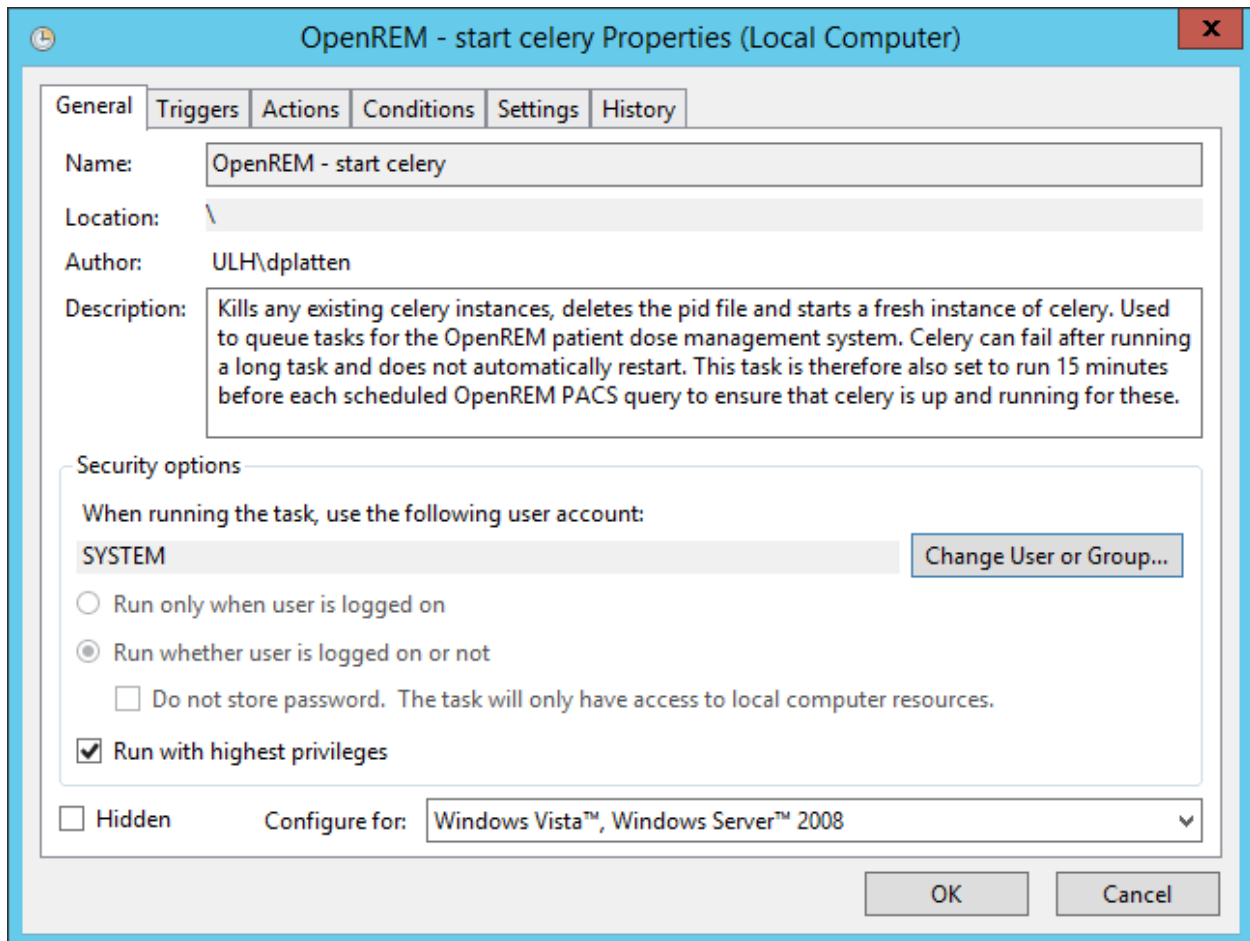 OpenREM - start celery Properties (Local Computer)
x
General Triggers Actions Conditions Settings History
Name: OpenREM - start celery
Location: \
Author: ULH\dplatten
Description: Kills any existing celery instances, deletes the pid file and starts a fresh instance of celery. Used
to queue tasks for the OpenREM patient dose management system. Celery can fail after running
a long task and does not automatically restart. This task is therefore also set to run 15 minutes
before each scheduled OpenREM PACS query to ensure that celery is up and running for these.
Security options
When running the task, use the following user account:
SYSTEM Change User or Group...
Run only when user is logged on
Run whether user is logged on or not
Do not store password. The task will only have access to local computer resources.
Run with highest privileges
Hidden Configure for: Windows Vista™, Windows Server™ 2008
OK Cancel